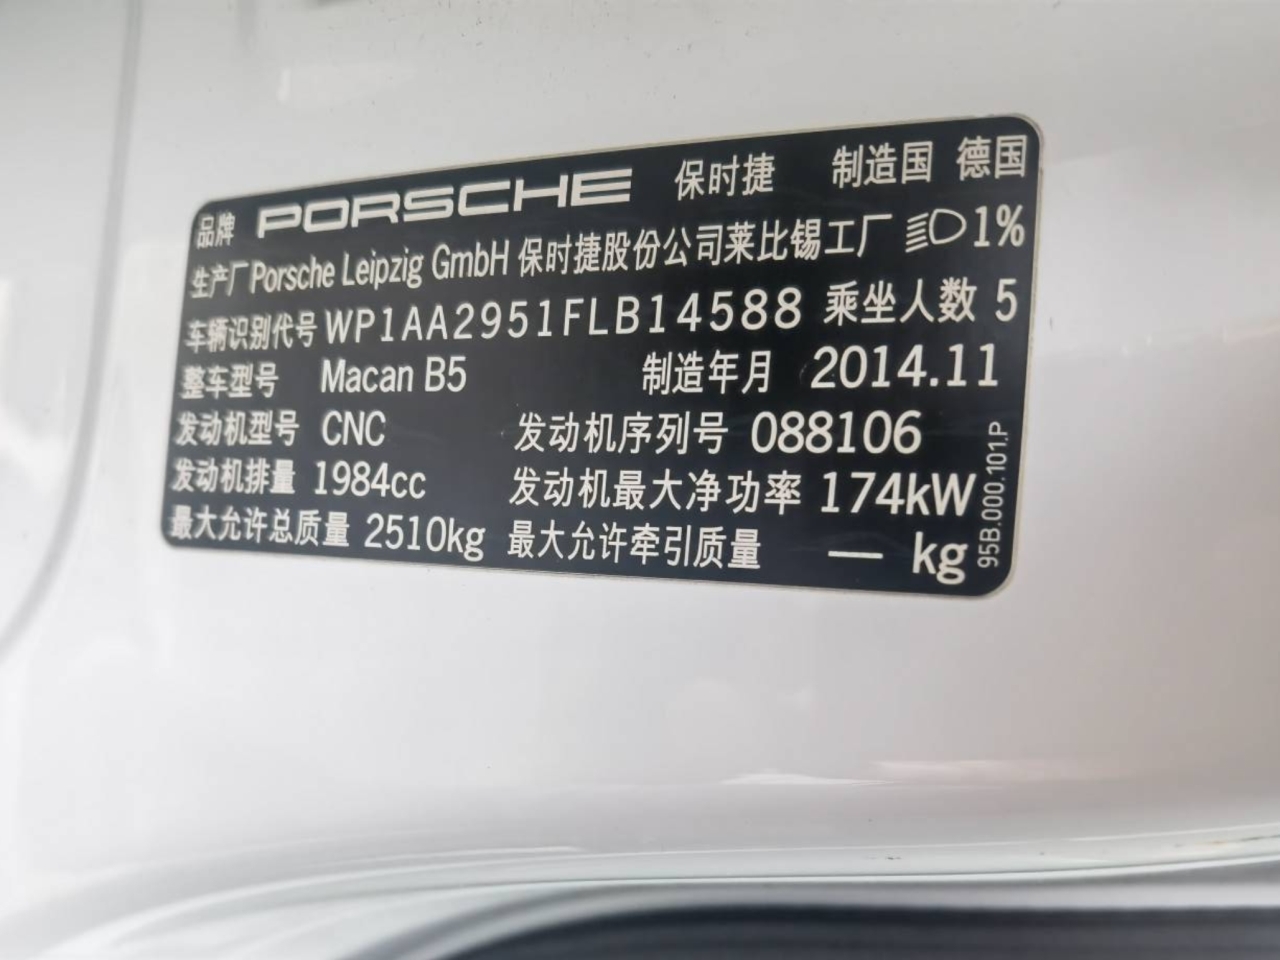 品牌 PORSCHE 保时捷 制造国 德国
生产厂 Porsche Leipzig GmbH 保时捷股份公司莱比锡工厂 1%
车辆识别代号 WP1AA2951FLB14588 乘坐人数 5
整车型号 Macan B5 制造年月 2014.11
发动机型号 CNC 发动机序列号 088106
发动机排量 1984cc 发动机最大净功率 174kW
最大允许总质量 2510kg 最大允许牵引质量 — kg
95B.000.101.P